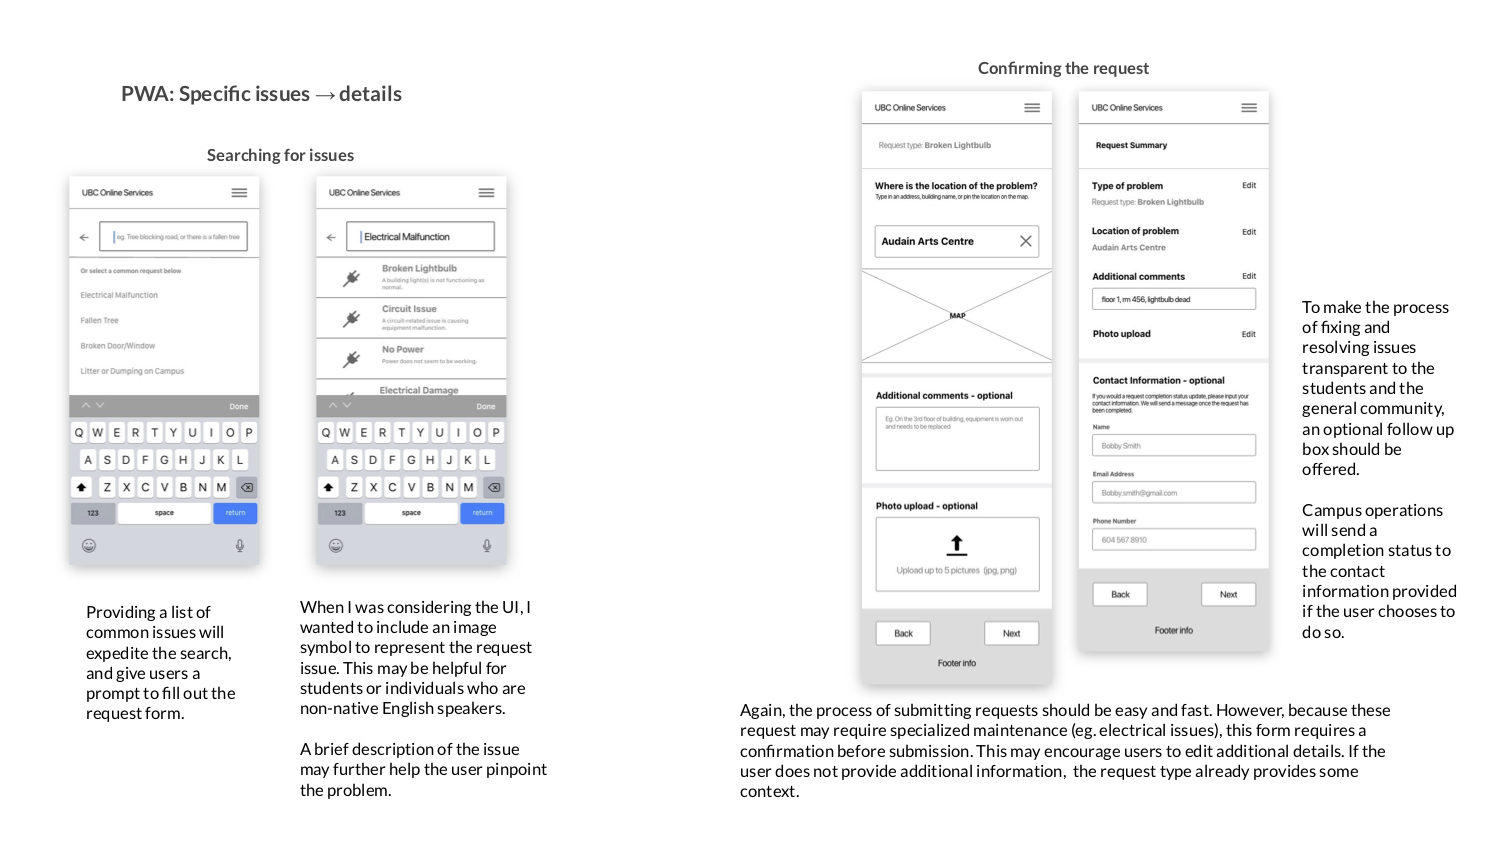 PWA: Specific issues → details
Searching for issues
UBC Online Services
eg. Tree blocking road, or there is a fallen tree
Or select a common request below
Electrical Malfunction
Fallen Tree
Broken Door/Window
Litter or Dumping on Campus
Done
Q W E R T Y U I O P
A S D F G H J K L
Z X C V B N M
123 space return
UBC Online Services
Electrical Malfunction
Broken Lightbulb
A building light(s) is not functioning as
normal.
Circuit Issue
A circuit-related issue is causing
equipment malfunction.
No Power
Power does not seem to be working.
Electrical Damage
Done
Q W E R T Y U I O P
A S D F G H J K L
Z X C V B N M
123 space return
Providing a list of
common issues will
expedite the search,
and give users a
prompt to fill out the
request form.
When I was considering the UI, I
wanted to include an image
symbol to represent the request
issue. This may be helpful for
students or individuals who are
non-native English speakers.
A brief description of the issue
may further help the user pinpoint
the problem.
Confirming the request
UBC Online Services
Request type: Broken Lightbulb
Where is the location of the problem?
Type in an address, building name, or pin the location on the map.
Audain Arts Centre
MAP
Additional comments - optional
Eg. On the 3rd floor of building, equipment is worn out
and needs to be replaced
Photo upload - optional
Upload up to 5 pictures (jpg, png)
Back
Next
Footer info
UBC Online Services
Request Summary
Type of problem
Edit
Request type: Broken Lightbulb
Location of problem
Edit
Audain Arts Centre
Additional comments
Edit
floor 1, rm 456, lightbulb dead
Photo upload
Edit
Contact Information - optional
If you would a request completion status update, please input your
contact information. We will send a message once the request has
been completed.
Name
Bobby Smith
Email Address
Bobby.smith@gmail.com
Phone Number
604 567 8910
Back
Next
Footer info
To make the process
of fixing and
resolving issues
transparent to the
students and the
general community,
an optional follow up
box should be
offered.
Campus operations
will send a
completion status to
the contact
information provided
if the user chooses to
do so.
Again, the process of submitting requests should be easy and fast. However, because these
request may require specialized maintenance (eg. electrical issues), this form requires a
confirmation before submission. This may encourage users to edit additional details. If the
user does not provide additional information,  the request type already provides some
context.